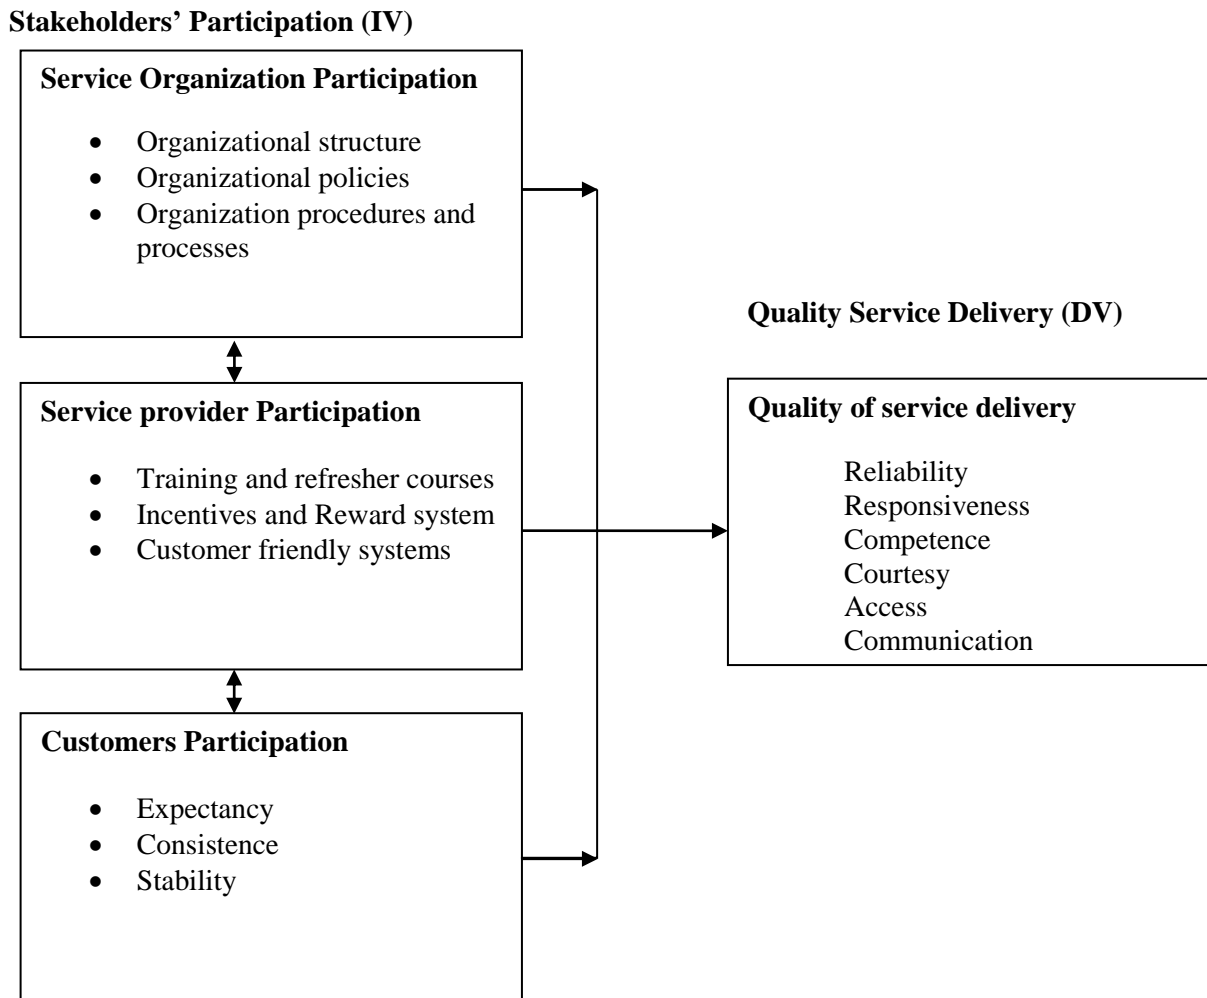 Stakeholders’ Participation (IV)
Service Organization Participation
• Organizational structure
• Organizational policies
• Organization procedures and
processes
Service provider Participation
• Training and refresher courses
• Incentives and Reward system
• Customer friendly systems
Customers Participation
• Expectancy
• Consistence
• Stability
Quality Service Delivery (DV)
Quality of service delivery
Reliability
Responsiveness
Competence
Courtesy
Access
Communication